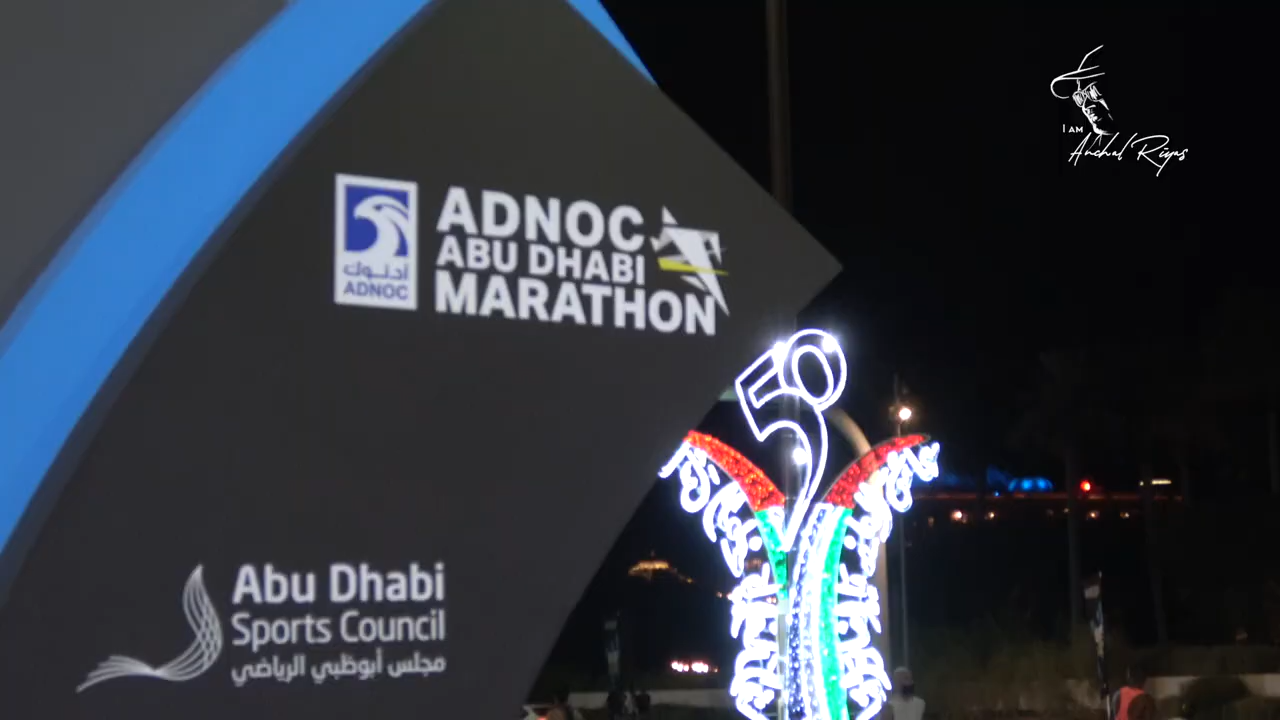 I AM
Anchal Riyas
أدنوك
ADNOC
ADNOC
ABU DHABI
MARATHON
50
Abu Dhabi
Sports Council
مجلس أبوظبي الرياضي